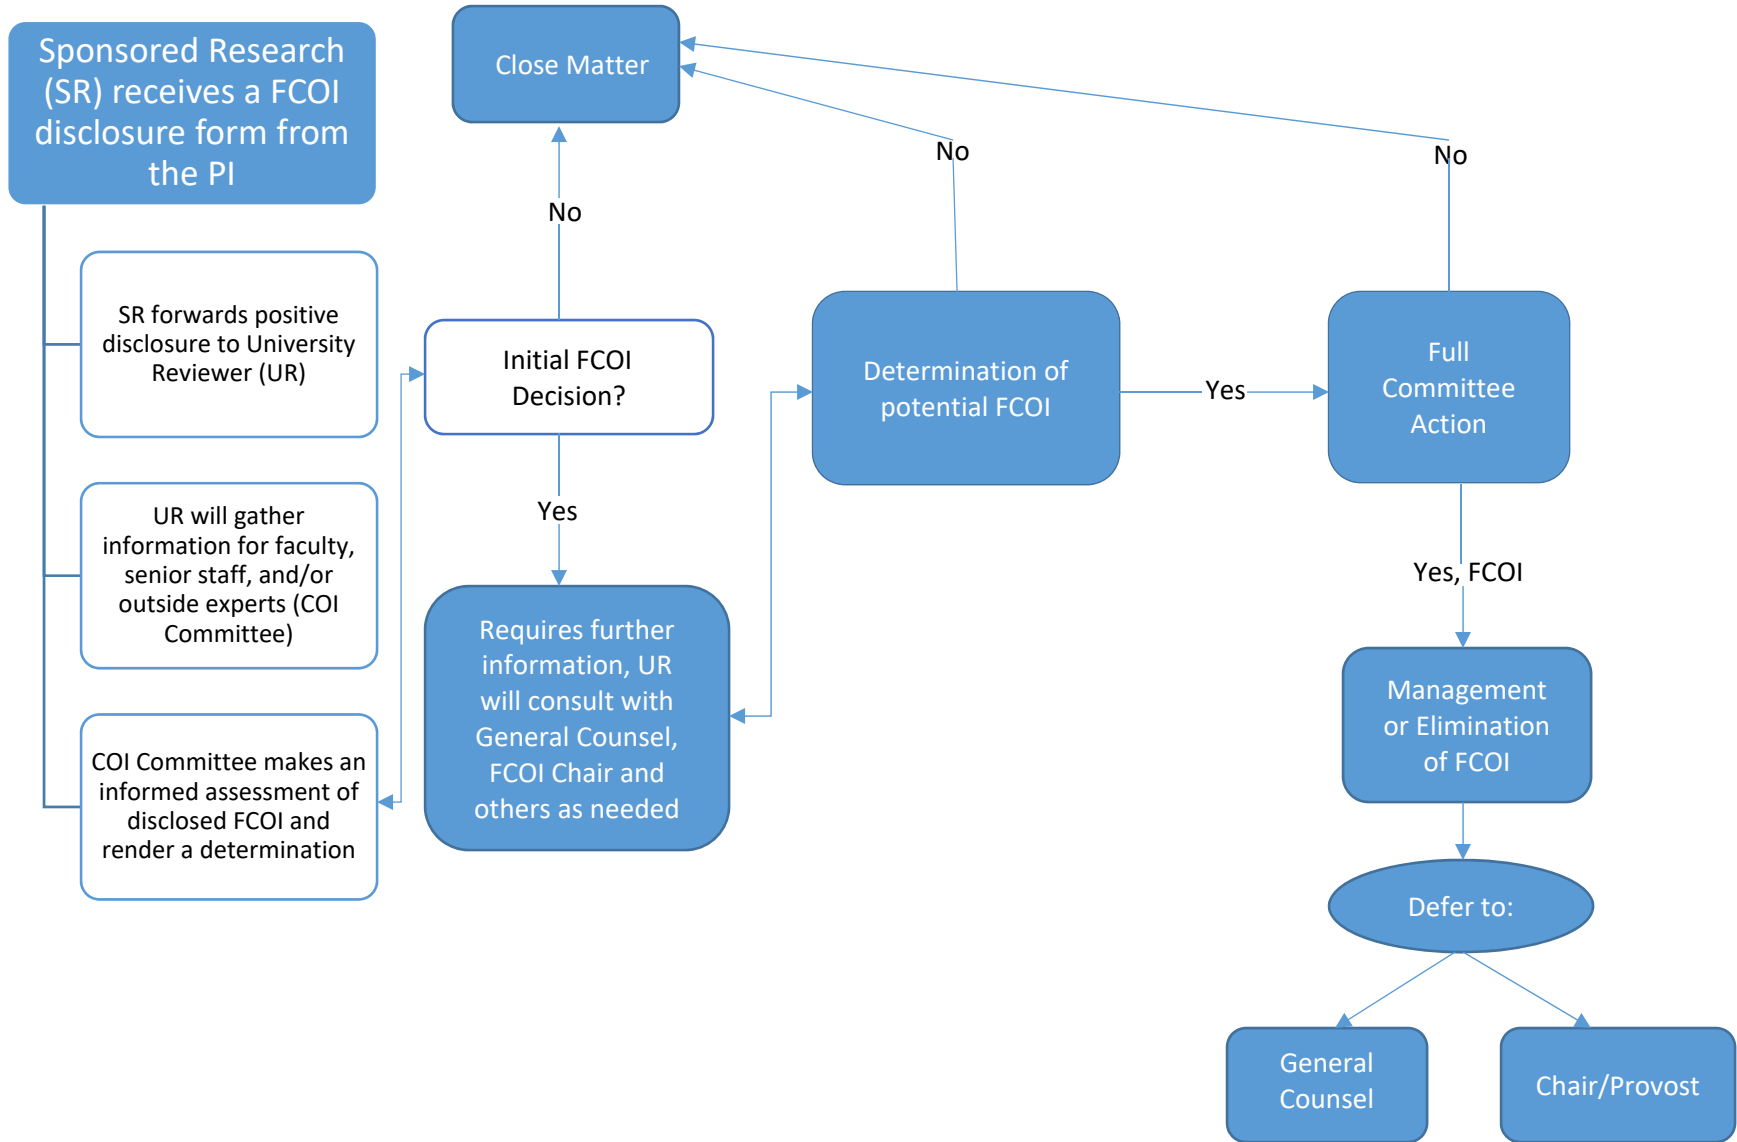 Sponsored Research
(SR) receives a FCOI
disclosure form from
the PI
SR forwards positive
disclosure to University
Reviewer (UR)
UR will gather
information for faculty,
senior staff, and/or
outside experts (COI
Committee)
COI Committee makes an
informed assessment of
disclosed FCOI and
render a determination
Close Matter
No
Initial FCOI
Decision?
Yes
Requires further
information, UR
will consult with
General Counsel,
FCOI Chair and
others as needed
No
Determination of
potential FCOI
Yes
No
Full
Committee
Action
Yes, FCOI
Management
or Elimination
of FCOI
Defer to:
General
Counsel
Chair/Provost